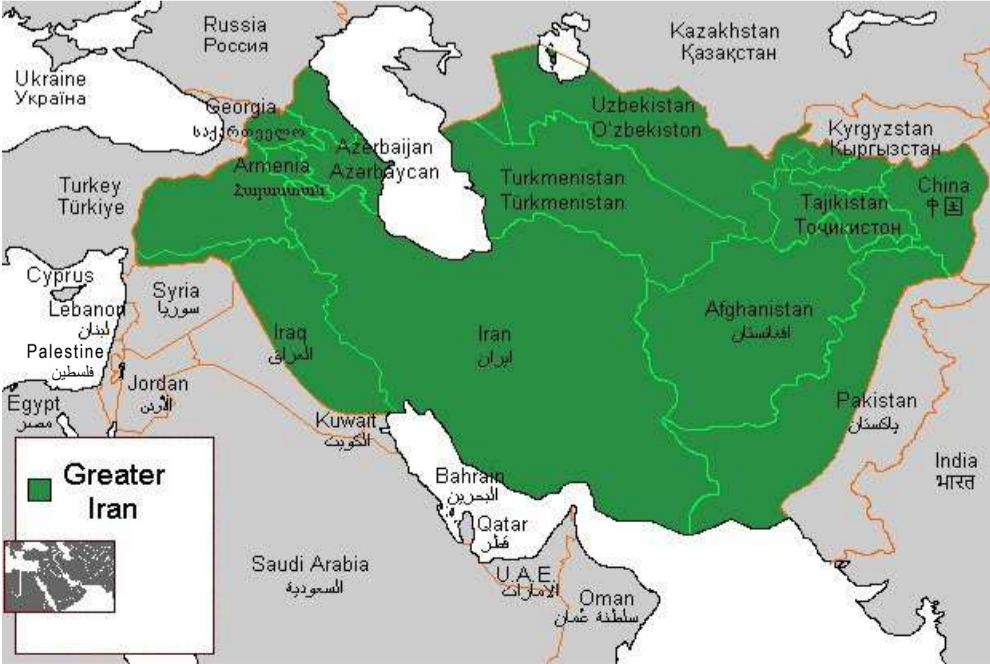 Russia
Россия
Kazakhstan
Қазақстан
Ukraine
Україна
Georgia
საქართველო
Uzbekistan
O'zbekiston
Kyrgyzstan
Кыргызстан
Azerbaijan
Azərbaycan
Armenia
Հայաստան
Turkmenistan
Türkmenistan
Tajikistan
Тоҷикистон
China
中国
Turkey
Türkiye
Cyprus
Syria
سوريا
Lebanon
لبنان
Palestine
فلسطين
Jordan
الأردن
Egypt
مصر
Iraq
العراق
Iran
ایران
Afghanistan
افغانستان
Kuwait
الكويت
Pakistan
پاکستان
India
भारत
Bahrain
البحرين
Qatar
قطر
Saudi Arabia
السعودية
U.A.E.
الامارات
Oman
سلطنة عُمان
Greater
Iran